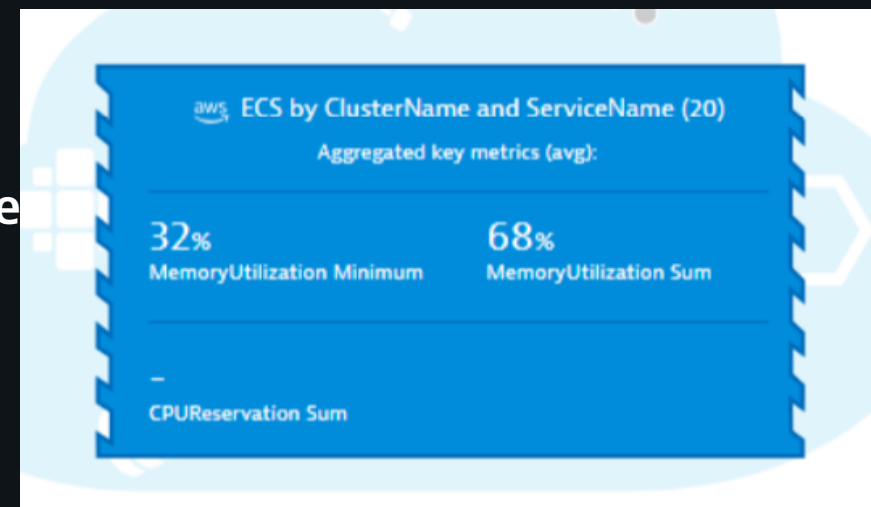 aws ECS by ClusterName and ServiceName (20)
Aggregated key metrics (avg):
e
32% 68%
MemoryUtilization Minimum MemoryUtilization Sum
–
CPUReservation Sum